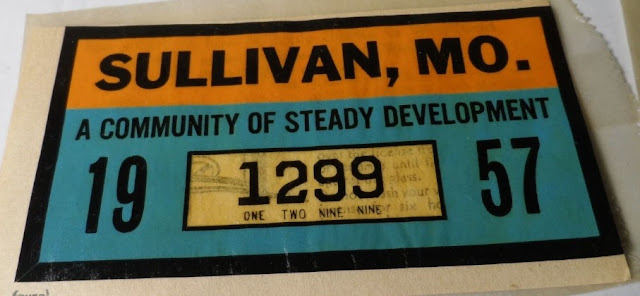 SULLIVAN, MO.
A COMMUNITY OF STEADY DEVELOPMENT
19 1299 57
ONE TWO NINE NINE